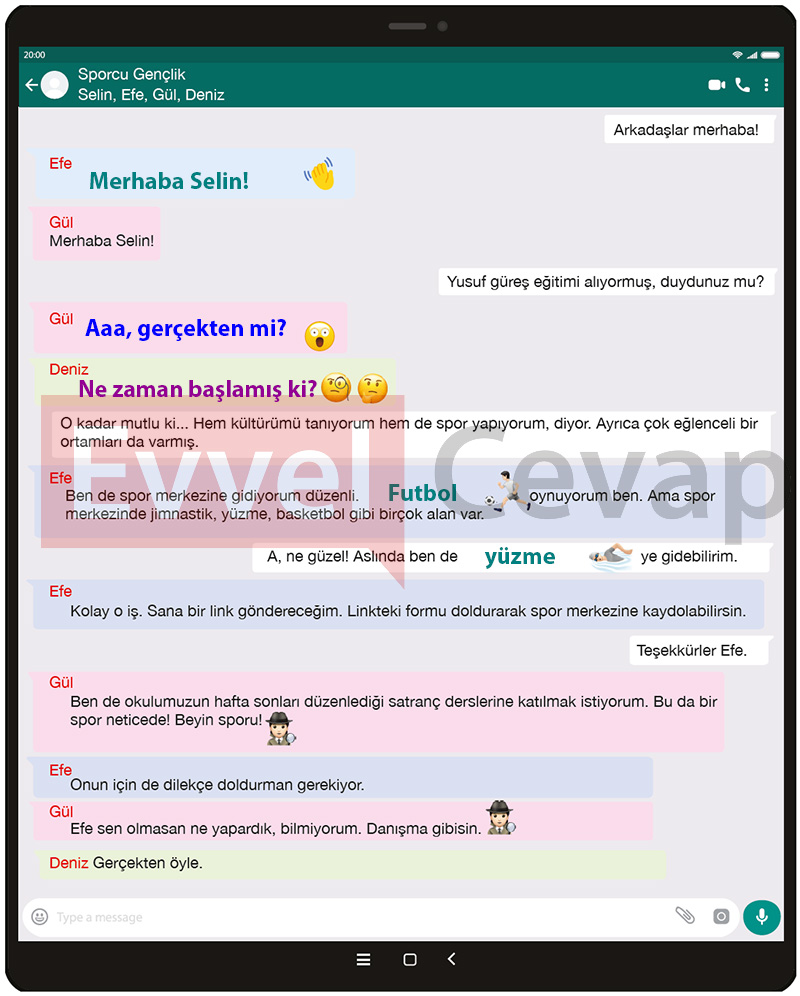 20:00
Sporcu Gençlik
Selin, Efe, Gül, Deniz
Arkadaşlar merhaba!
Efe
Merhaba Selin!
Gül
Merhaba Selin!
Yusuf güreş eğitimi alıyormuş, duydunuz mu?
Gül
Aaa, gerçekten mi?
Deniz
Ne zaman başlamış ki?
O kadar mutlu ki... Hem kültürümü tanıyorum hem de spor yapıyorum, diyor. Ayrıca çok eğlenceli bir
ortamları da varmış.
Evvel Cevap
Efe
Ben de spor merkezine gidiyorum düzenli. Futbol oynuyorum ben. Ama spor
merkezinde jimnastik, yüzme, basketbol gibi birçok alan var.
A, ne güzel! Aslında ben de yüzme ye gidebilirim.
Efe
Kolay o iş. Sana bir link göndereceğim. Linkteki formu doldurarak spor merkezine kaydolabilirsin.
Teşekkürler Efe.
Gül
Ben de okulumuzun hafta sonları düzenlediği satranç derslerine katılmak istiyorum. Bu da bir
spor neticede! Beyin sporu!
Efe
Onun için de dilekçe doldurman gerekiyor.
Gül
Efe sen olmasan ne yapardık, bilmiyorum. Danışma gibisin.
Deniz Gerçekten öyle.
Type a message